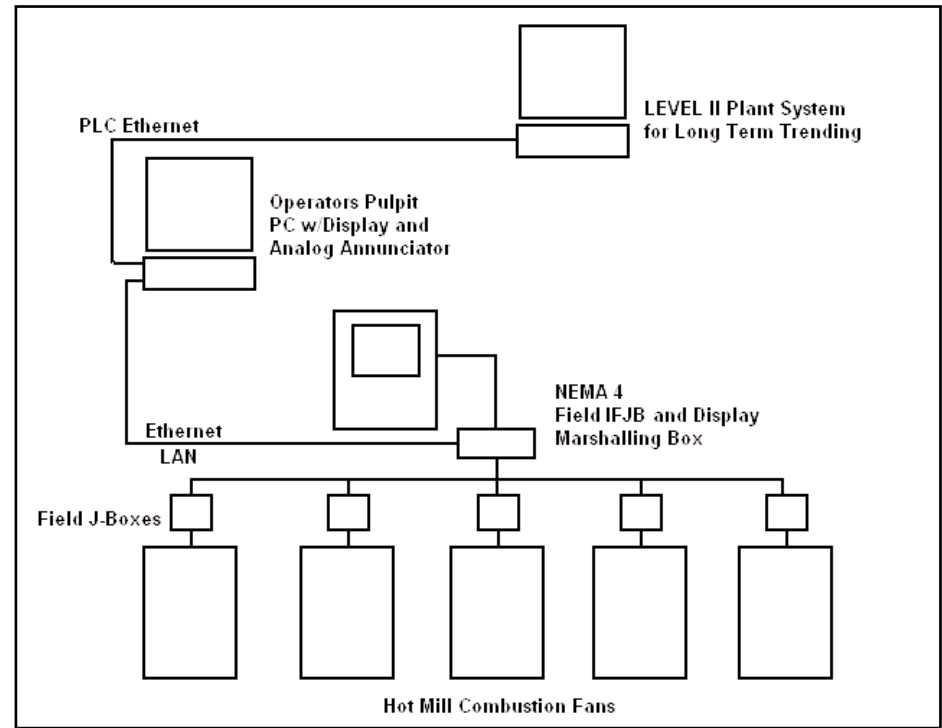 LEVEL II Plant System
for Long Term Trending
PLC Ethernet
Operators Pulpit
PC w/Display and
Analog Annunciator
NEMA 4
Field IFJB and Display
Marshalling Box
Ethernet
LAN
Field J-Boxes
Hot Mill Combustion Fans